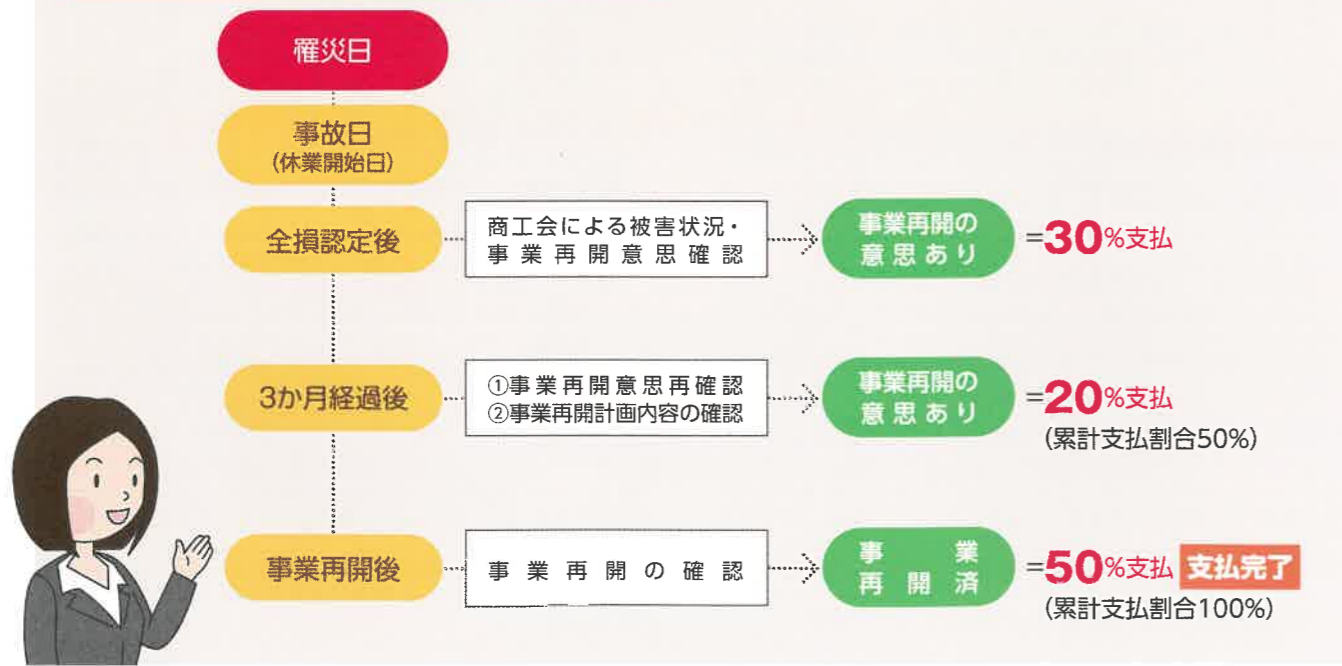 罹災日
事故日
(休業開始日)
全損認定後
商工会による被害状況・
事業再開意思確認
事業再開の
意思あり
=30%支払
3か月経過後
①事業再開意思再確認
②事業再開計画内容の確認
事業再開の
意思あり
=20%支払
(累計支払割合50%)
事業再開後
事業再開の確認
事業
再開済
=50%支払 支払完了
(累計支払割合100%)